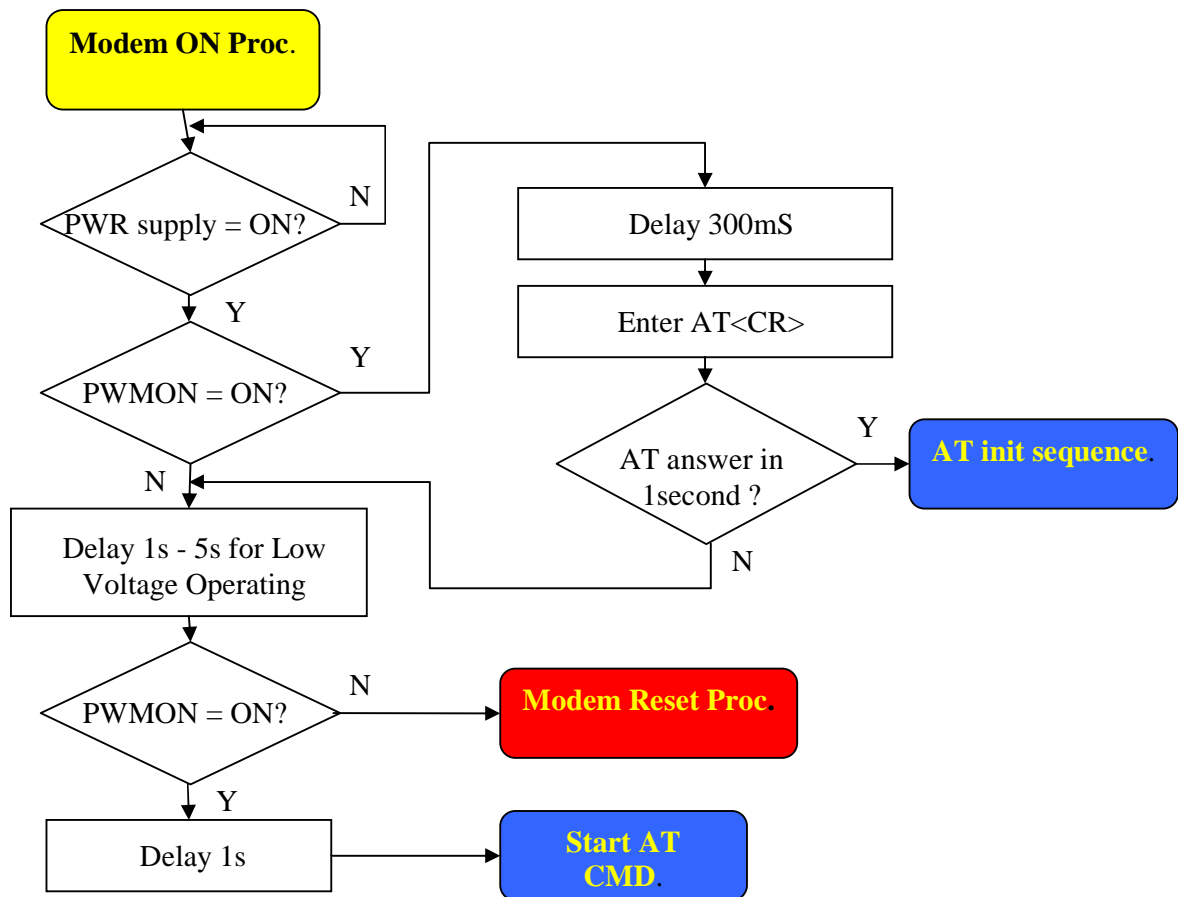 Modem ON Proc.
N
PWR supply = ON?
Y
PWMON = ON?
Y
N
Delay 300mS
Enter AT<CR>
AT answer in
1second ?
Y
N
AT init sequence.
Delay 1s - 5s for Low
Voltage Operating
PWMON = ON?
N
Modem Reset Proc.
Y
Delay 1s
Start AT
CMD.